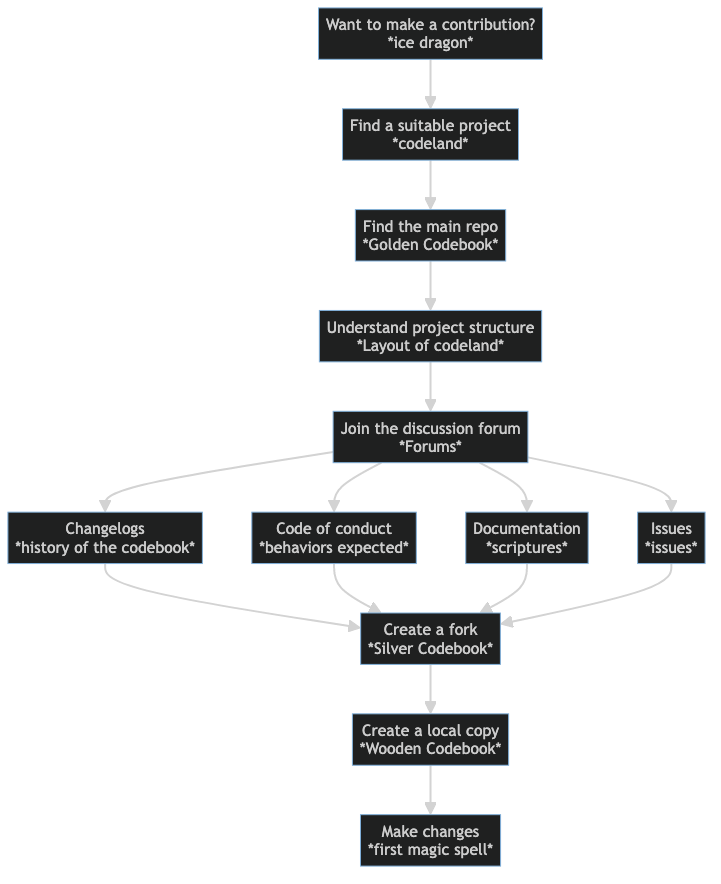 Want to make a contribution?
*ice dragon*
Find a suitable project
*codeland*
Find the main repo
*Golden Codebook*
Understand project structure
*Layout of codeland*
Join the discussion forum
*Forums*
Changelogs
*history of the codebook*
Code of conduct
*behaviors expected*
Documentation
*scriptures*
Issues
*issues*
Create a fork
*Silver Codebook*
Create a local copy
*Wooden Codebook*
Make changes
*first magic spell*